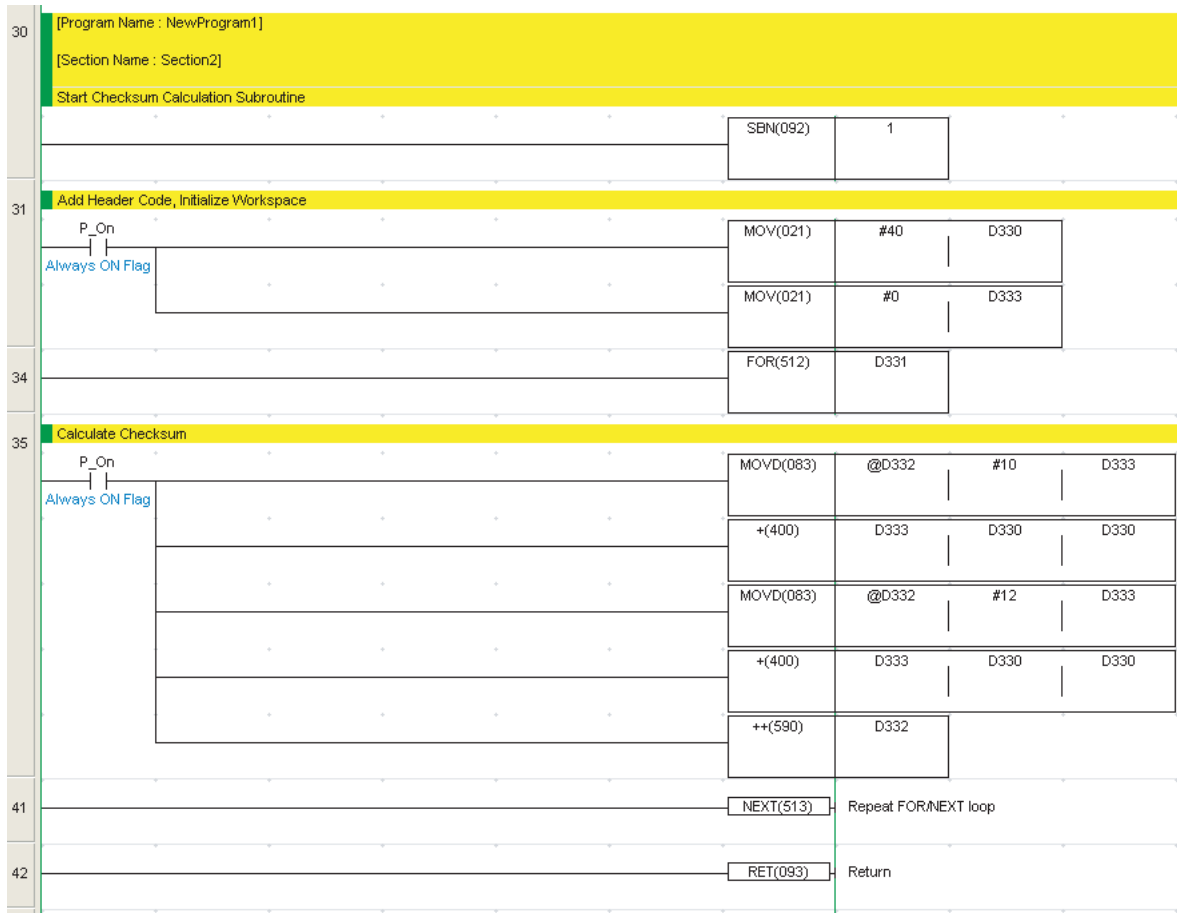 30
[Program Name : NewProgram1]
[Section Name : Section2]
Start Checksum Calculation Subroutine
SBN(092) 1
31
Add Header Code, Initialize Workspace
P_On
Always ON Flag
MOV(021) #40 D330
MOV(021) #0 D333
34
FOR(512) D331
35
Calculate Checksum
P_On
Always ON Flag
MOVD(083) @D332 #10 D333
+(400) D333 D330 D330
MOVD(083) @D332 #12 D333
+(400) D333 D330 D330
++(590) D332
41
NEXT(513) Repeat FOR/NEXT loop
42
RET(093) Return